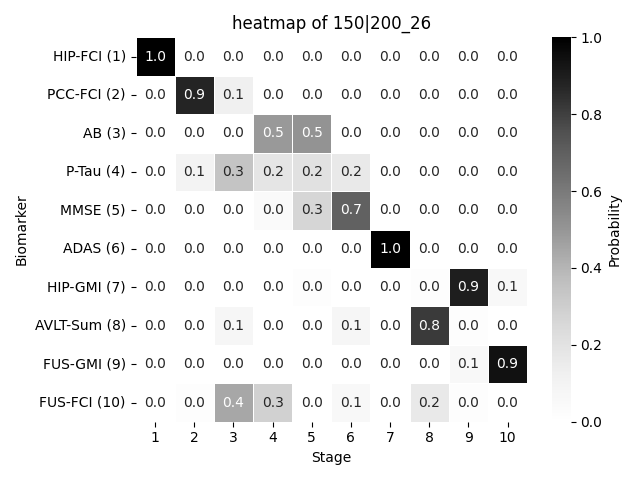 heatmap of 150|200_26
HIP-FCI (1) 1.0 0.0 0.0 0.0 0.0 0.0 0.0 0.0 0.0 0.0
PCC-FCI (2) 0.0 0.9 0.1 0.0 0.0 0.0 0.0 0.0 0.0 0.0
AB (3) 0.0 0.0 0.0 0.5 0.5 0.0 0.0 0.0 0.0 0.0
P-Tau (4) 0.0 0.1 0.3 0.2 0.2 0.2 0.0 0.0 0.0 0.0
MMSE (5) 0.0 0.0 0.0 0.0 0.3 0.7 0.0 0.0 0.0 0.0
ADAS (6) 0.0 0.0 0.0 0.0 0.0 0.0 1.0 0.0 0.0 0.0
HIP-GMI (7) 0.0 0.0 0.0 0.0 0.0 0.0 0.0 0.0 0.9 0.1
AVLT-Sum (8) 0.0 0.0 0.1 0.0 0.0 0.1 0.0 0.8 0.0 0.0
FUS-GMI (9) 0.0 0.0 0.0 0.0 0.0 0.0 0.0 0.0 0.1 0.9
FUS-FCI (10) 0.0 0.0 0.4 0.3 0.0 0.1 0.0 0.2 0.0 0.0
1 2 3 4 5 6 7 8 9 10
Stage
Biomarker
1.0
0.8
0.6
0.4
0.2
0.0
Probability